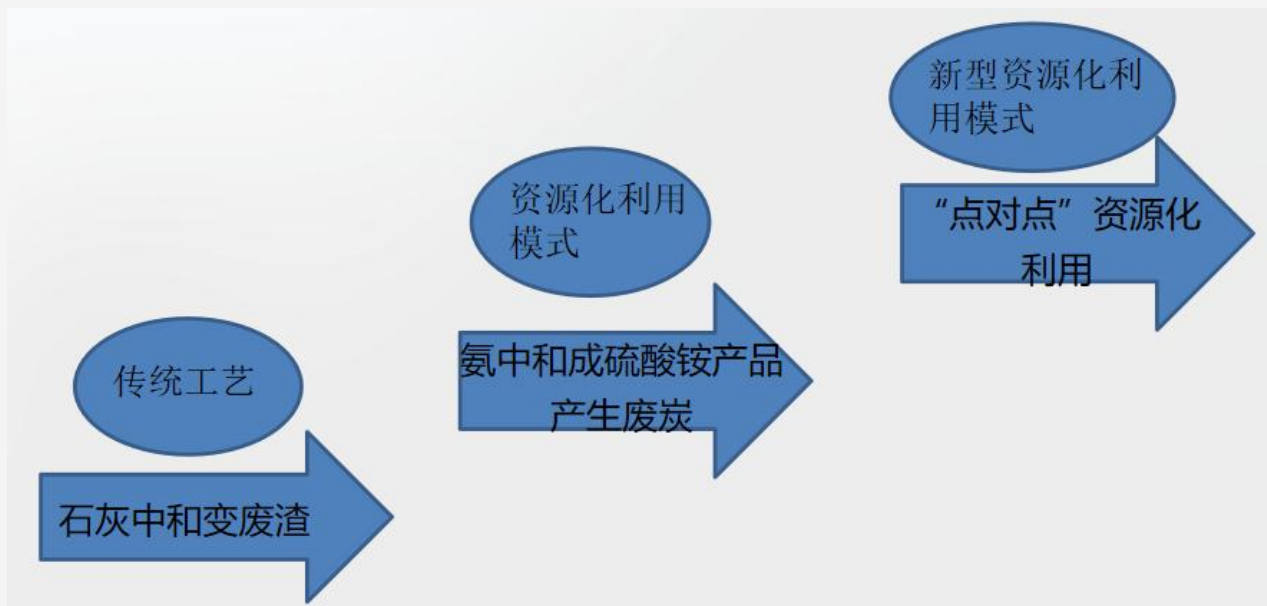 传统工艺
石灰中和变废渣
资源化利用
模式
氨中和成硫酸铵产品
产生废炭
新型资源化利
用模式
“点对点”资源化
利用